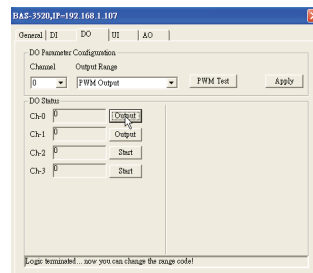 BAS-3520,IP=192.168.1.107
General DI DO UI AO
DO Parameter Configuration
Channel Output Range
0 PWM Output PWM Test Apply
DO Status
Ch-0 0 Output
Ch-1 0 Output
Ch-2 0 Start
Ch-3 0 Start
Logic terminated... now you can change the range code!